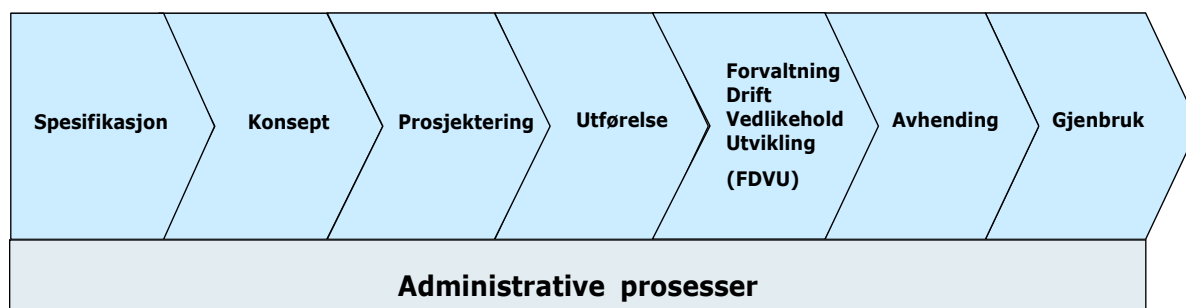 Spesifikasjon
Konsept
Prosjektering
Utførelse
Forvaltning
Drift
Vedlikehold
Utvikling
(FDVU)
Avhending
Gjenbruk
Administrative prosesser